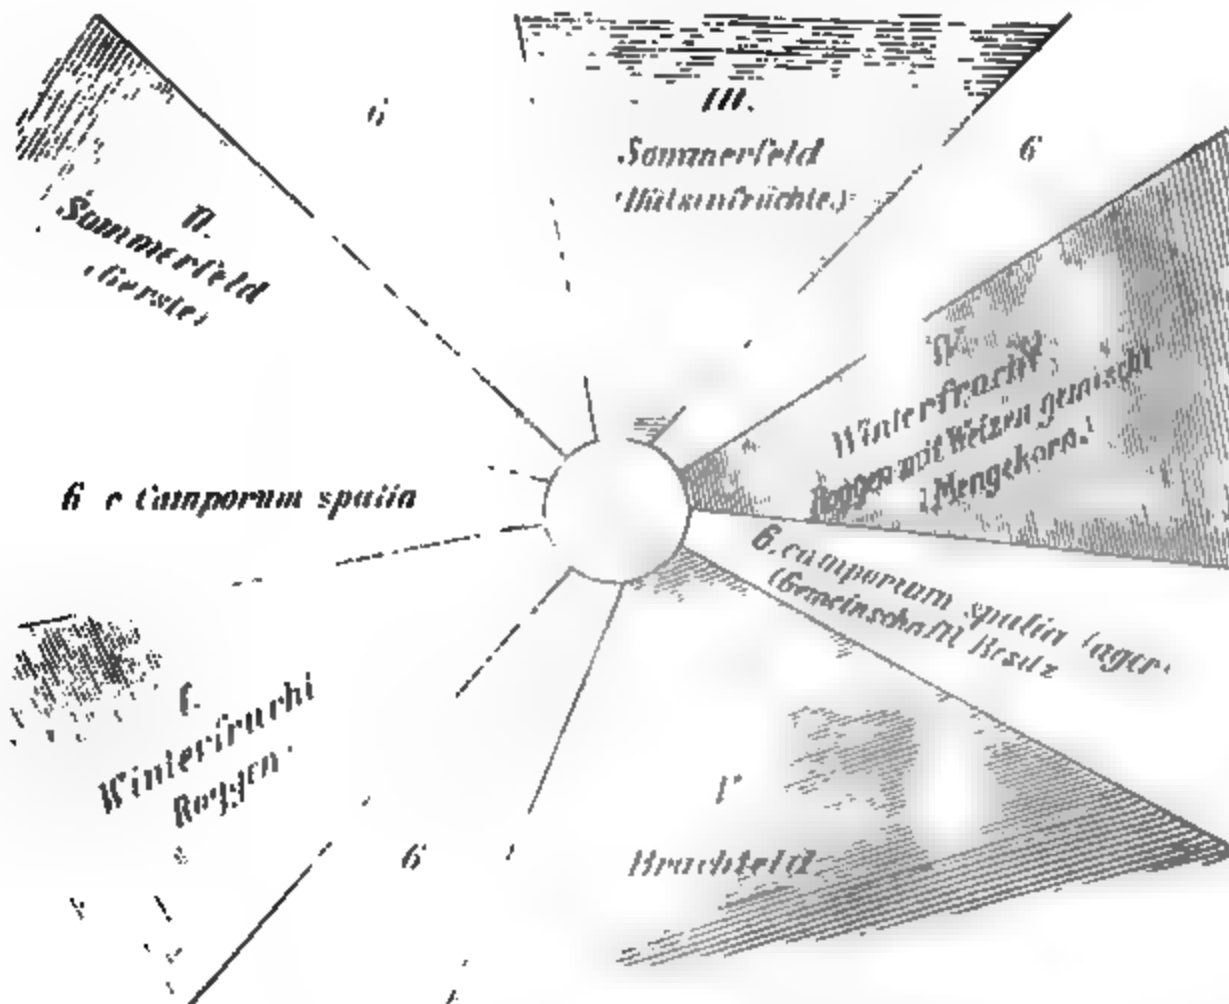 6
III.
Sommerfeld
(Hülsenfrüchte.)
6
II.
Sommerfeld
(Gerste)
IV.
Winterfrucht
Roggen mit Weizen gemischt
(Mengekorn.)
6 c Camporum spatia
6. camporum spatia (ager)
(Gemeinschaftl. Besitz
I.
Winterfrucht
Roggen.
6
V
Brachfeld.